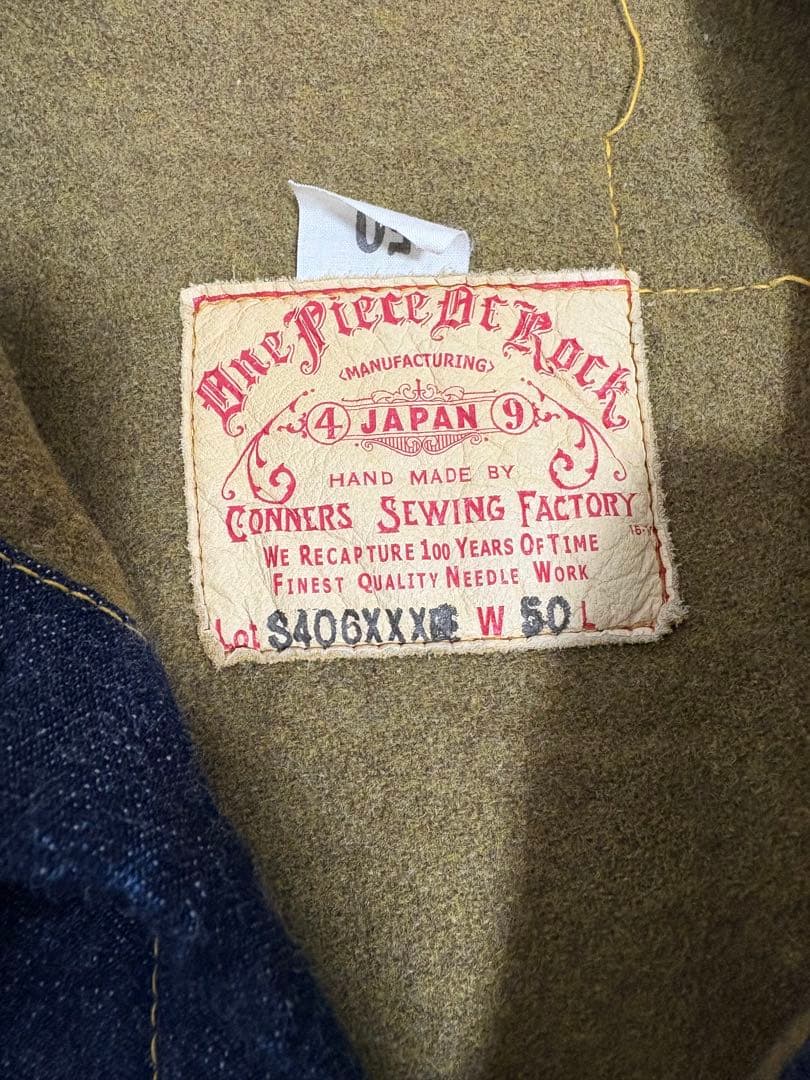 50
One Piece Of Rock
<MANUFACTURING>
4 JAPAN 9
HAND MADE BY
CONNERS SEWING FACTORY
WE RECAPTURE 100 YEARS OF TIME
FINEST QUALITY NEEDLE WORK
Lot S406XXX W 50 L